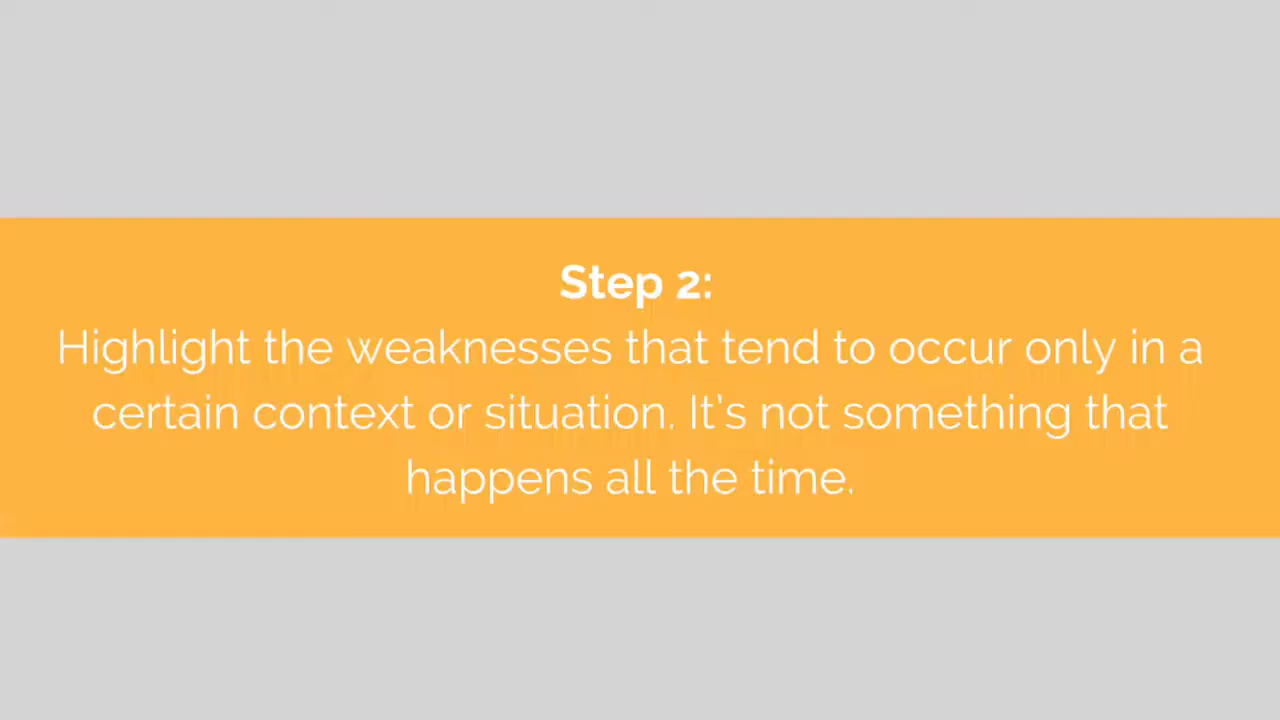 Step 2:
Highlight the weaknesses that tend to occur only in a
certain context or situation. It's not something that
happens all the time.